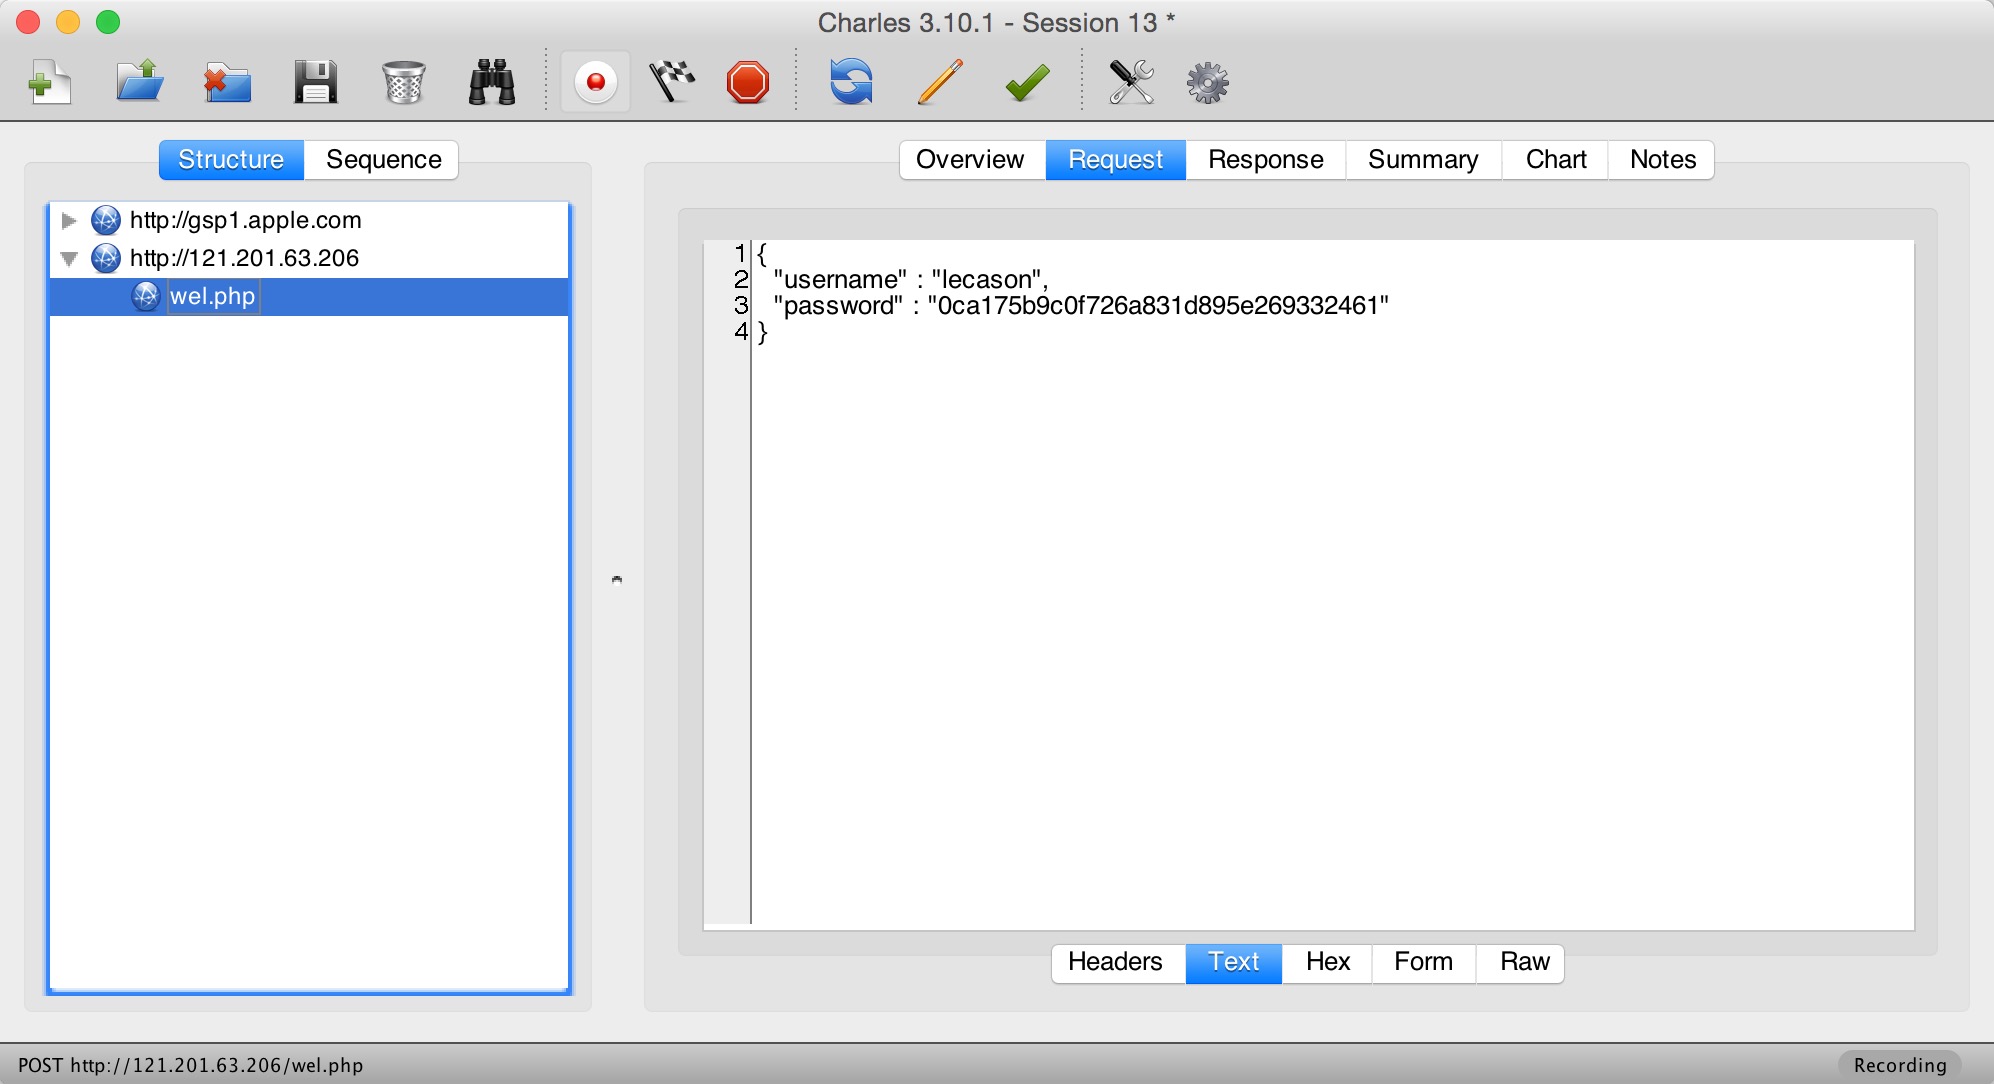 Charles 3.10.1 - Session 13 *
Structure Sequence
Overview Request Response Summary Chart Notes
http://gsp1.apple.com
http://121.201.63.206
wel.php
1 {
2 "username" : "lecason",
3 "password" : "0ca175b9c0f726a831d895e269332461"
4 }
Headers Text Hex Form Raw
POST http://121.201.63.206/wel.php
Recording